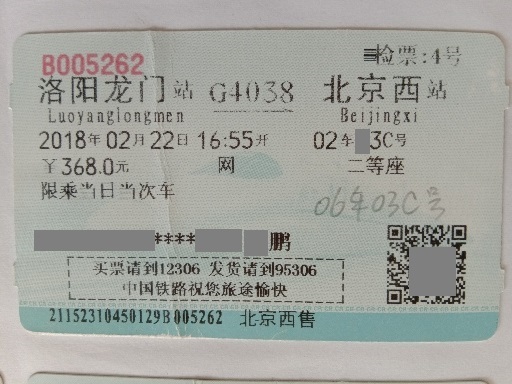 B005262
检票:4号
洛阳龙门站 G4038 北京西站
Luoyanglongmen Beijingxi
2018年02月22日 16:55开 02车 3C号
￥368.0元 网 二等座
限乘当日当次车
06车03C号
**** 鹏
买票请到12306 发货请到95306
中国铁路祝您旅途愉快
21152310450129B005262 北京西售